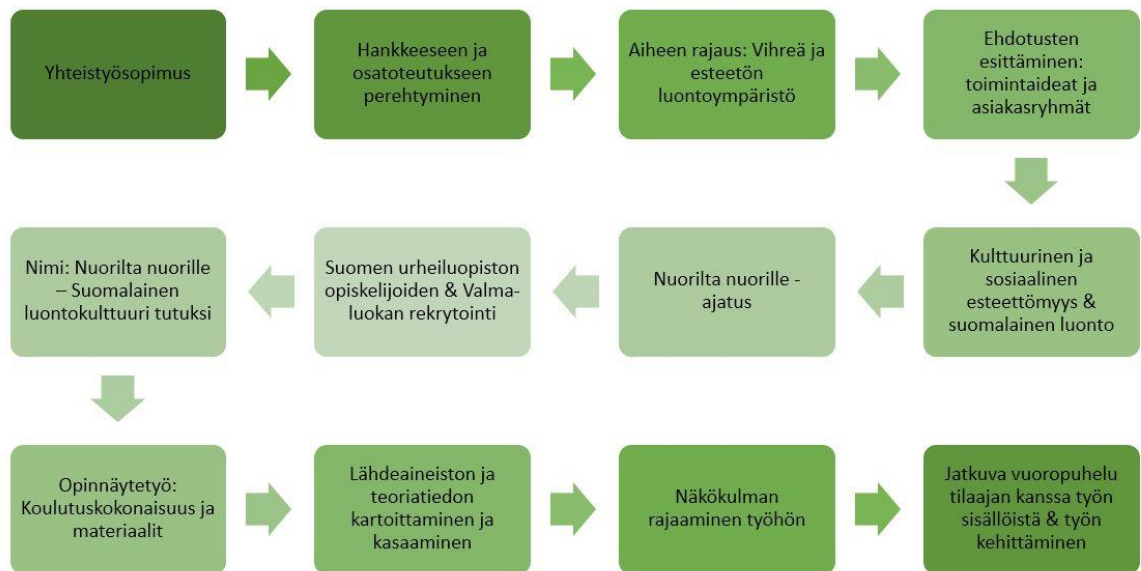 Yhteistyösopimus
Hankkeeseen ja
osatoteutukseen
perehtyminen
Aiheen rajaus: Vihreä ja
esteetön
luontoympäristö
Ehdotusten
esittäminen:
toimintaideat ja
asiakasryhmät
Kulttuurinen ja
sosiaalinen
esteettömyys &
suomalainen luonto
Nuorilta nuorille -
ajatus
Suomen urheiluopiston
opiskelijoiden & Valma-
luokan rekrytointi
Nimi: Nuorilta nuorille
– Suomalainen
luontokulttuuri tutuksi
Opinnäytetyö:
Koulutuskokonaisuus ja
materiaalit
Lähdeaineiston ja
teoriatiedon
kartoittaminen ja
kasaaminen
Näkökulman
rajaaminen työhön
Jatkuva vuoropuhelu
tilaajan kanssa työn
sisällöistä & työn
kehittäminen